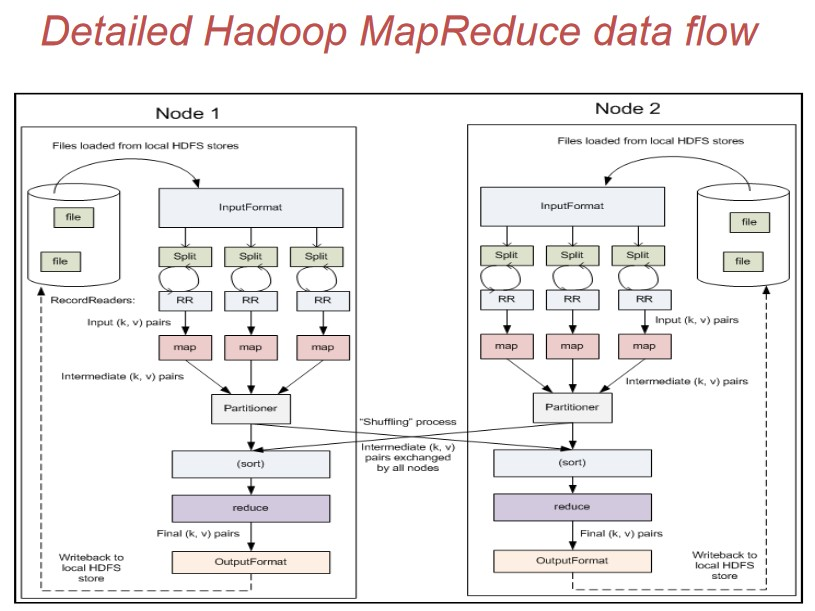 Detailed Hadoop MapReduce data flow
Node 1
Files loaded from local HDFS stores
file
file
InputFormat
Split
Split
Split
RecordReaders:
RR
RR
RR
Input (k, v) pairs
map
map
map
Intermediate (k, v) pairs
Partitioner
(sort)
reduce
Final (k, v) pairs
OutputFormat
Writeback to
local HDFS
store
"Shuffling" process
Intermediate (k, v)
pairs exchanged
by all nodes
Node 2
Files loaded from local HDFS stores
InputFormat
file
file
Split
Split
Split
RR
RR
RR
Input (k, v) pairs
map
map
map
Intermediate (k, v) pairs
Partitioner
(sort)
reduce
Final (k, v) pairs
OutputFormat
Writeback to
local HDFS
store